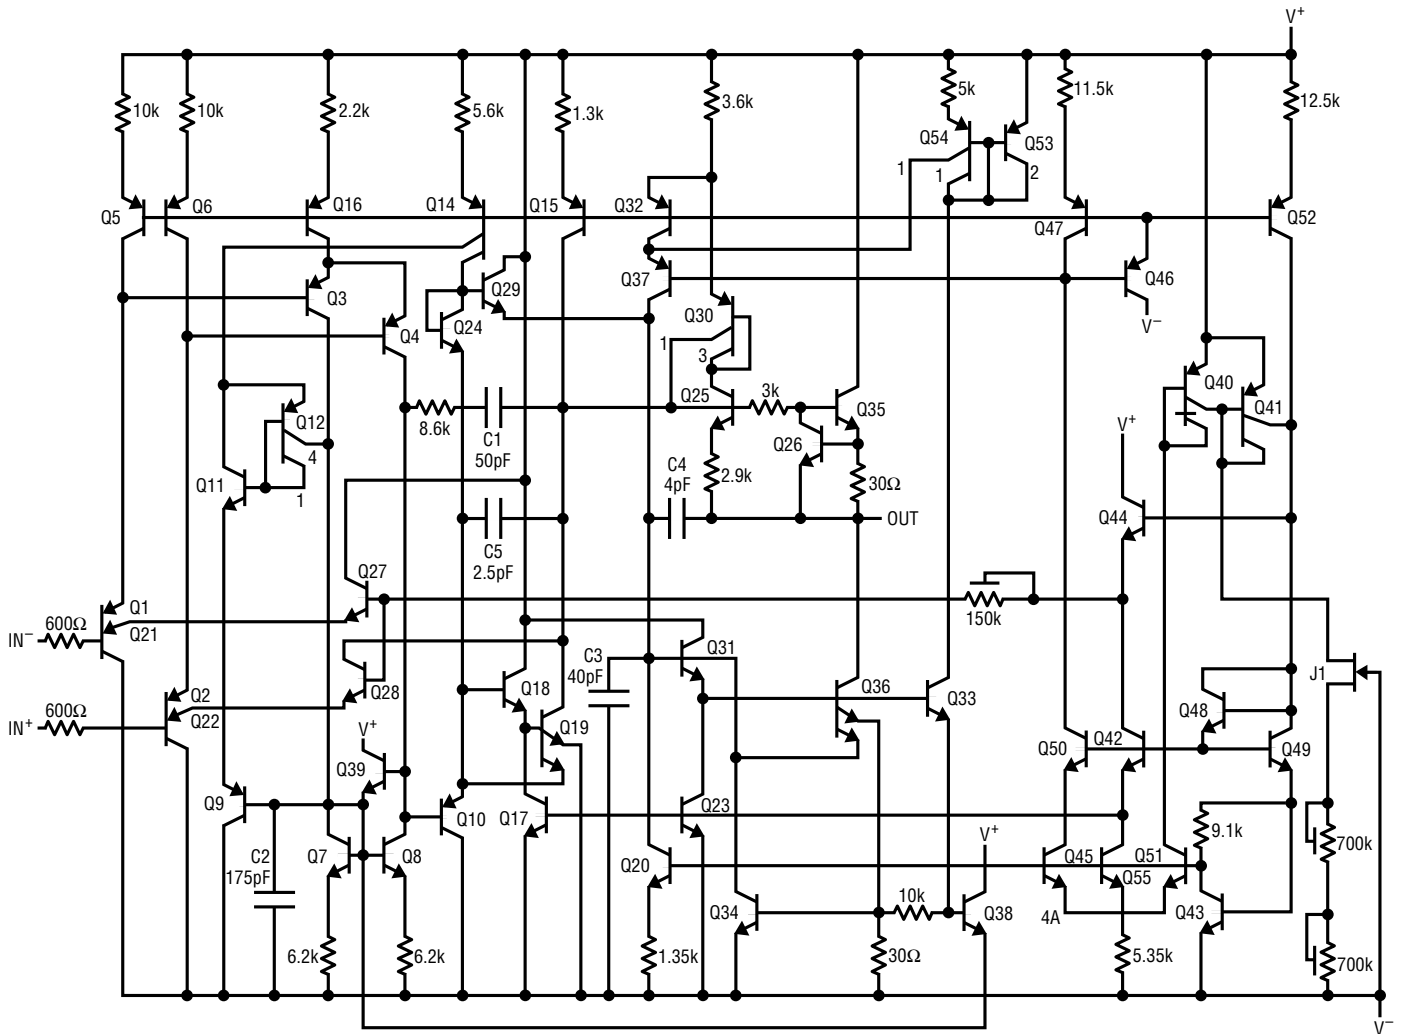 V+
10k
10k
2.2k
5.6k
1.3k
3.6k
5k
11.5k
12.5k
Q54
Q53
1
1
2
Q5
Q6
Q16
Q14
Q15
Q32
Q47
Q52
Q3
Q29
Q37
Q46
V−
Q4
Q24
Q30
1
3
Q40
Q41
Q12
4
Q11
1
8.6k
C1
50pF
Q25
3k
Q35
Q26
C4
4pF
2.9k
30Ω
V+
OUT
Q44
C5
2.5pF
Q27
150k
Q1
Q21
600Ω
IN−
Q28
Q2
Q22
600Ω
IN+
C3
40pF
Q31
Q18
Q19
Q36
Q33
J1
Q48
V+
Q39
Q50
Q42
Q49
Q9
Q10
Q17
Q23
V+
9.1k
700k
C2
175pF
Q7
Q8
Q20
Q45
Q51
Q55
Q34
10k
Q38
4A
Q43
6.2k
6.2k
1.35k
30Ω
5.35k
700k
V−